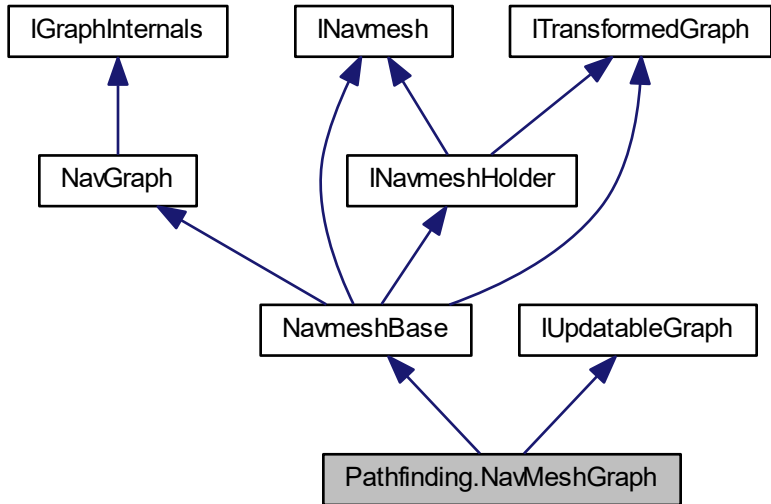 IGraphInternals
INavmesh
ITransformedGraph
NavGraph
INavmeshHolder
NavmeshBase
IUpdatableGraph
Pathfinding.NavMeshGraph